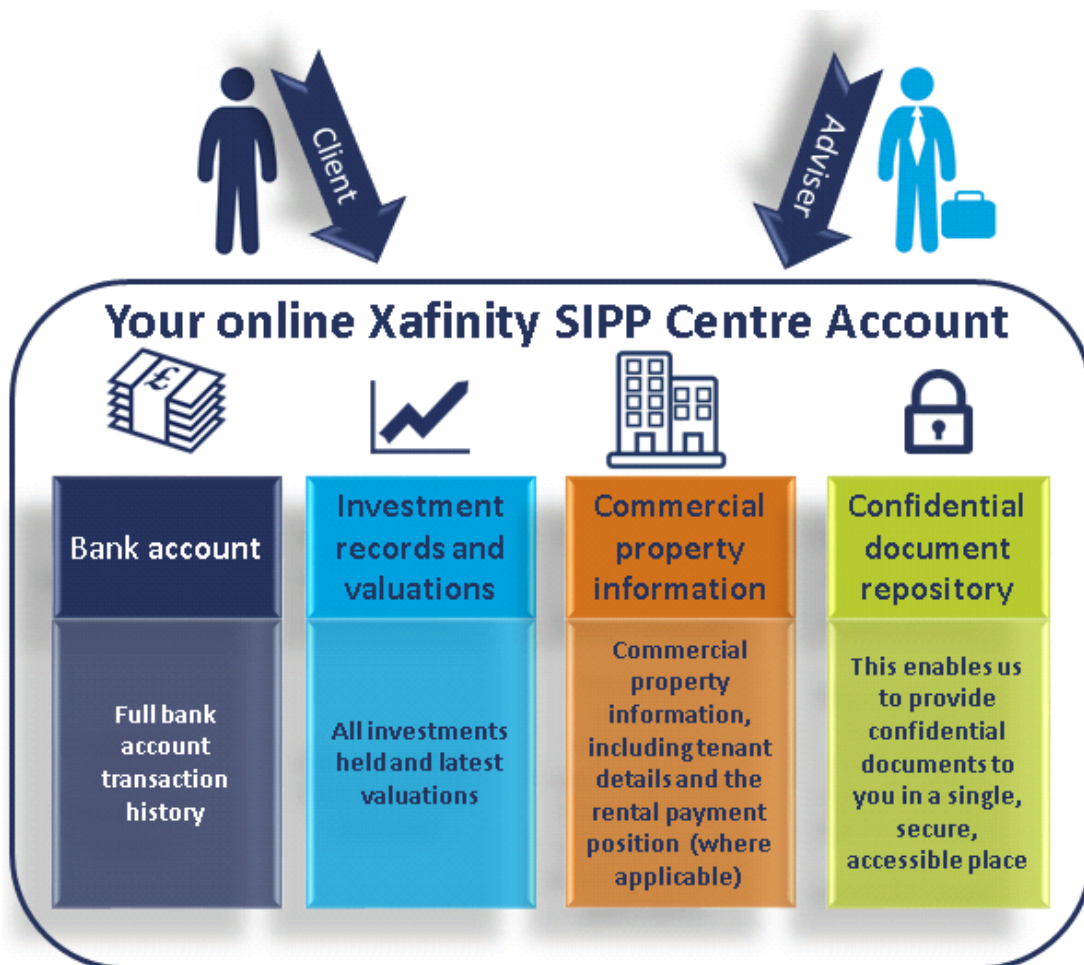 Client
Adviser
Your online Xafinity SIPP Centre Account
£
Bank account
Investment
records and
valuations
Commercial
property
information
Confidential
document
repository
Full bank
account
transaction
history
All investments
held and latest
valuations
Commercial
property
information,
including tenant
details and the
rental payment
position (where
applicable)
This enables us
to provide
confidential
documents to
you in a single,
secure,
accessible place